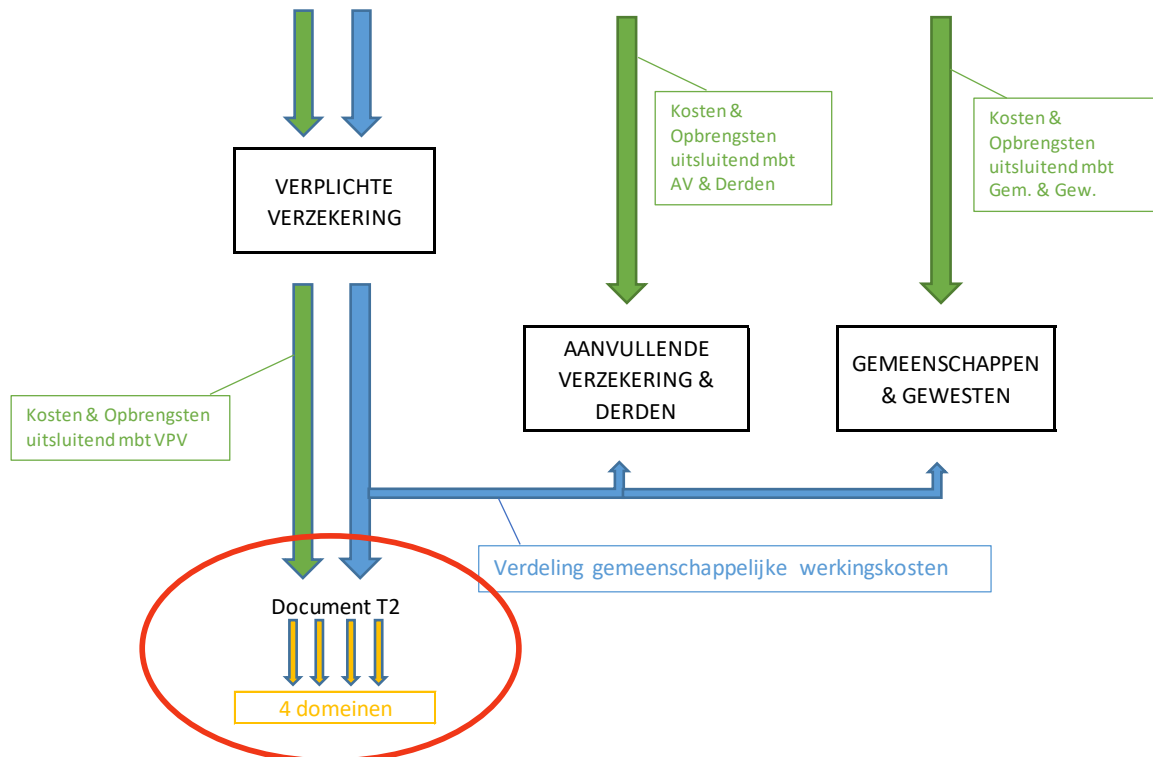 VERPLICHTE
VERZEKERING
Kosten &
Opbrengsten
uitsluitend mbt
AV & Derden
Kosten &
Opbrengsten
uitsluitend mbt
Gem. & Gew.
AANVULLENDE
VERZEKERING &
DERDEN
GEMEENSCHAPPEN
& GEWESTEN
Kosten & Opbrengsten
uitsluitend mbt VPV
Verdeling gemeenschappelijke werkingskosten
Document T2
4 domeinen